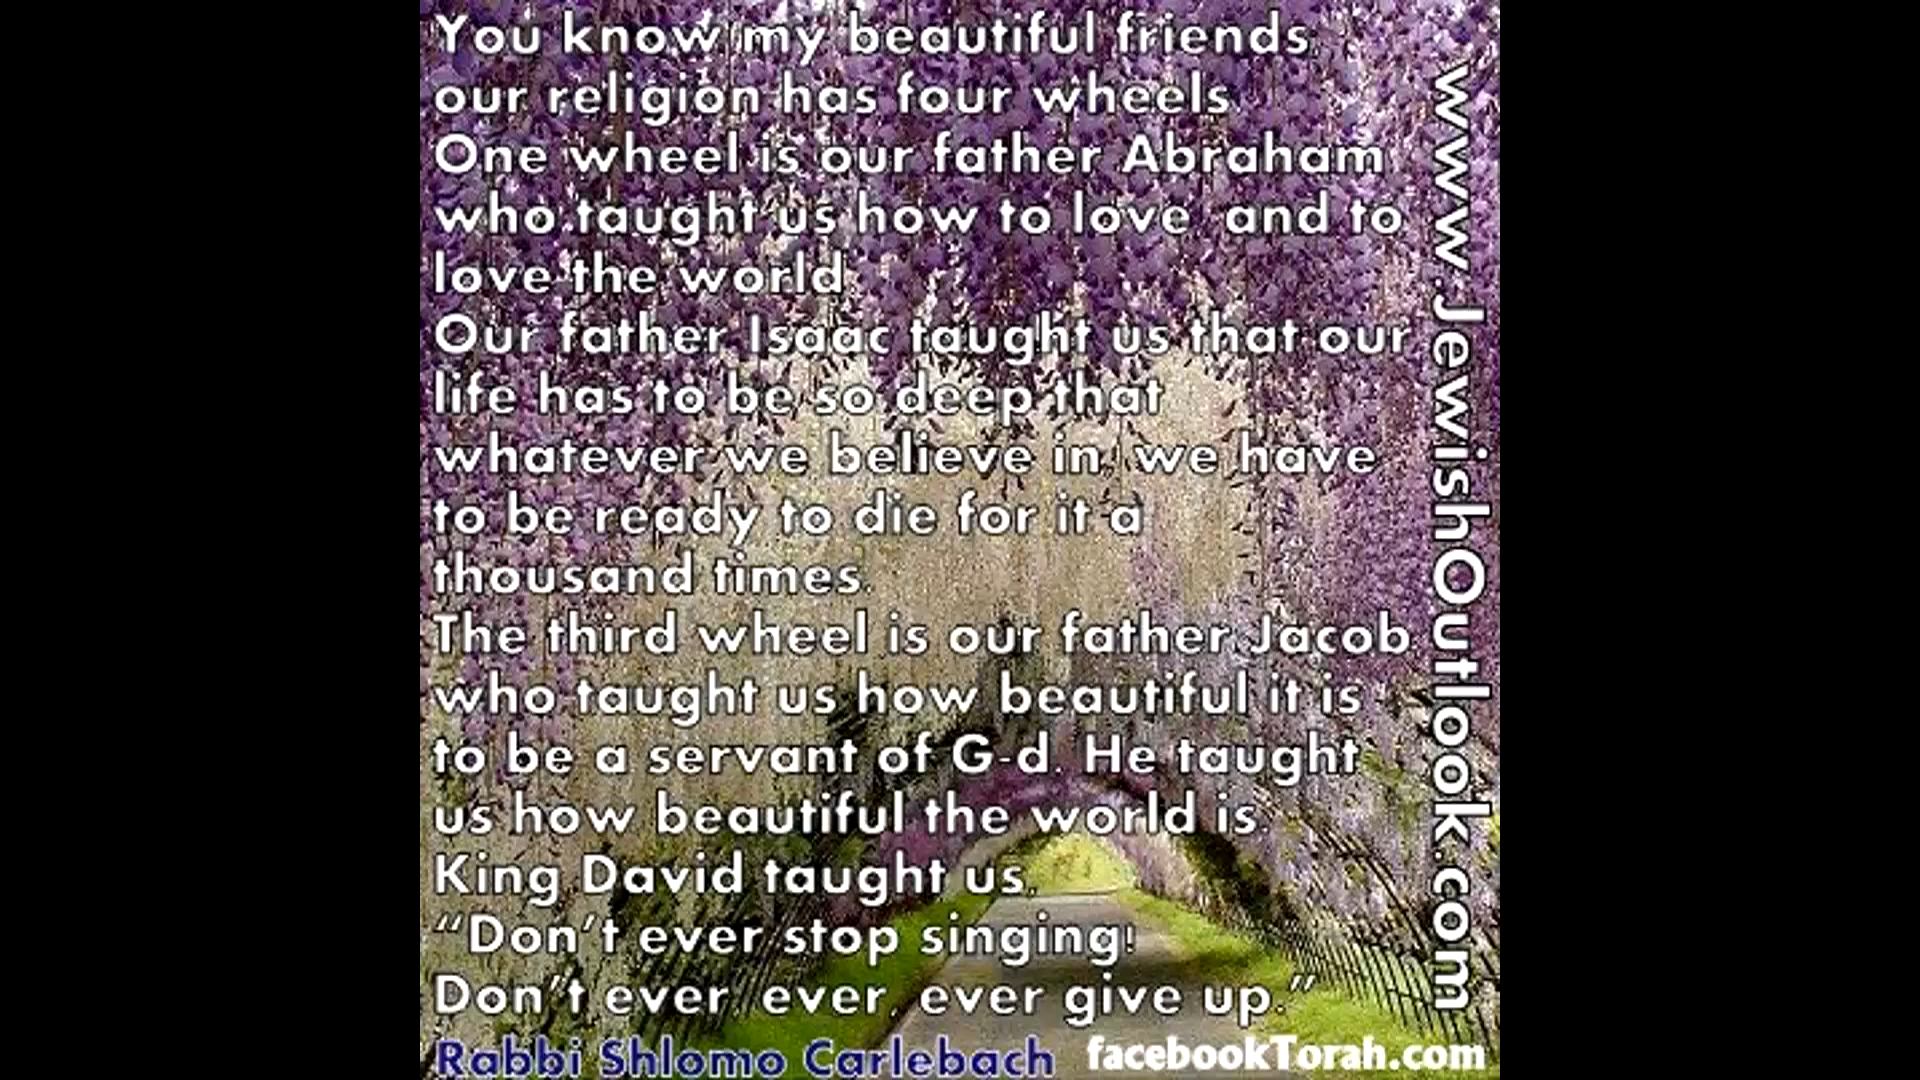 You know my beautiful friends,
our religion has four wheels.
One wheel is our father Abraham
who taught us how to love and to
love the world
Our father Isaac taught us that our
life has to be so deep that
whatever we believe in, we have
to be ready to die for it a
thousand times.
The third wheel is our father Jacob
who taught us how beautiful it is
to be a servant of G-d. He taught
us how beautiful the world is.
King David taught us,
“Don’t ever stop singing!
Don’t ever, ever, ever give up.”
Rabbi Shlomo Carlebach
facebookTorah.com
www.JewishOutlook.com